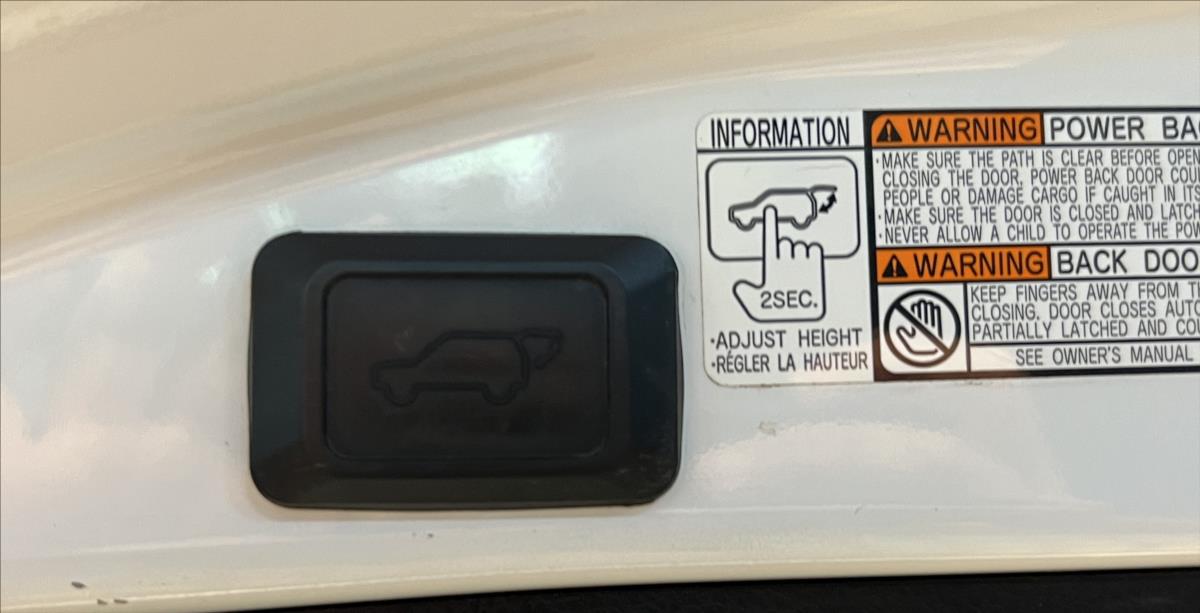 INFORMATION
2SEC.
·ADJUST HEIGHT
·RÉGLER LA HAUTEUR
WARNING POWER
·MAKE SURE THE PATH IS CLEAR BEFORE
CLOSING THE DOOR, POWER BACK DOOR
PEOPLE OR DAMAGE CARGO IF CAUGHT IN
·MAKE SURE THE DOOR IS CLOSED AND
·NEVER ALLOW A CHILD TO OPERATE THE
WARNING BACK
KEEP FINGERS AWAY FROM
CLOSING. DOOR CLOSES
PARTIALLY LATCHED AND
SEE OWNER'S MANUAL